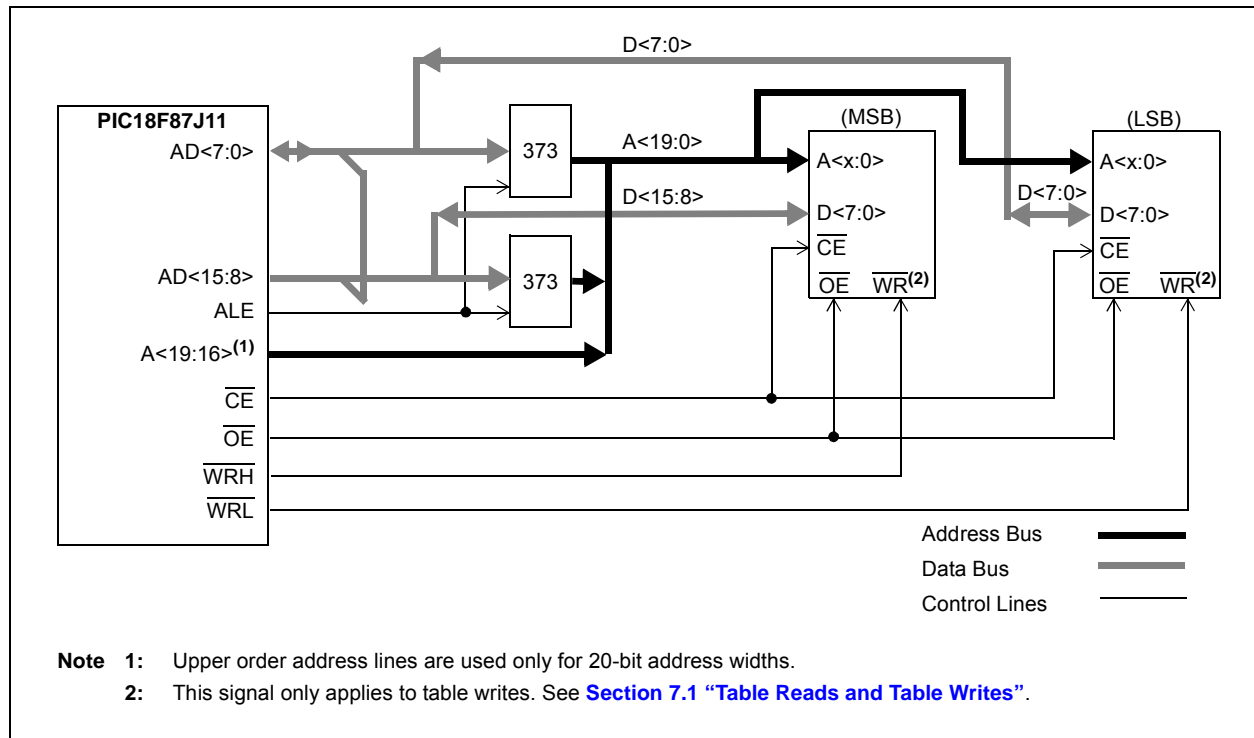 D<7:0>
PIC18F87J11
AD<7:0>
373
A<19:0>
(MSB)
A<x:0>
(LSB)
A<x:0>
D<15:8>
D<7:0>
D<7:0>
D<7:0>
CE
CE
AD<15:8>
373
OE WR(2)
OE WR(2)
ALE
A<19:16>(1)
CE
OE
WRH
WRL
Address Bus
Data Bus
Control Lines
Note 1: Upper order address lines are used only for 20-bit address widths.
2: This signal only applies to table writes. See Section 7.1 “Table Reads and Table Writes”.